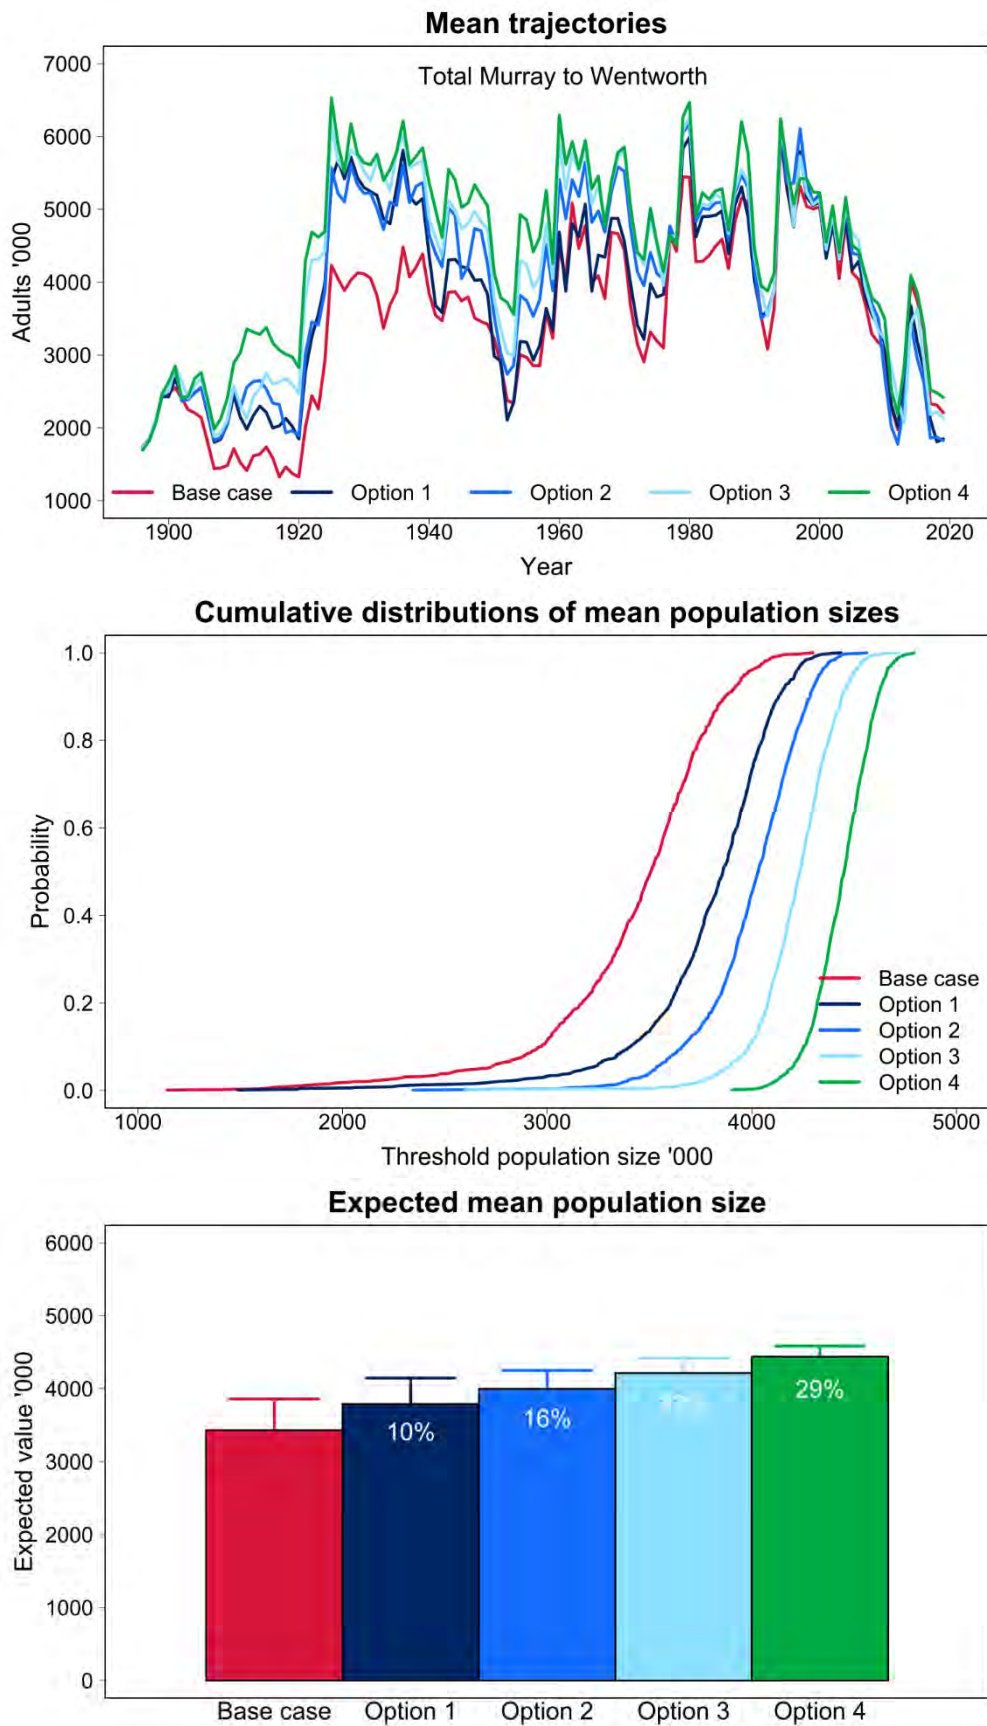 Mean trajectories
Total Murray to Wentworth
7000
6000
5000
4000
3000
2000
1000
Adults '000
Base case Option 1 Option 2 Option 3 Option 4
1900 1920 1940 1960 1980 2000 2020
Year
Cumulative distributions of mean population sizes
1.0
0.8
0.6
0.4
0.2
0.0
Probability
Base case
Option 1
Option 2
Option 3
Option 4
1000 2000 3000 4000 5000
Threshold population size '000
Expected mean population size
6000
5000
4000
3000
2000
1000
0
Expected value '000
10%
16%
29%
Base case Option 1 Option 2 Option 3 Option 4